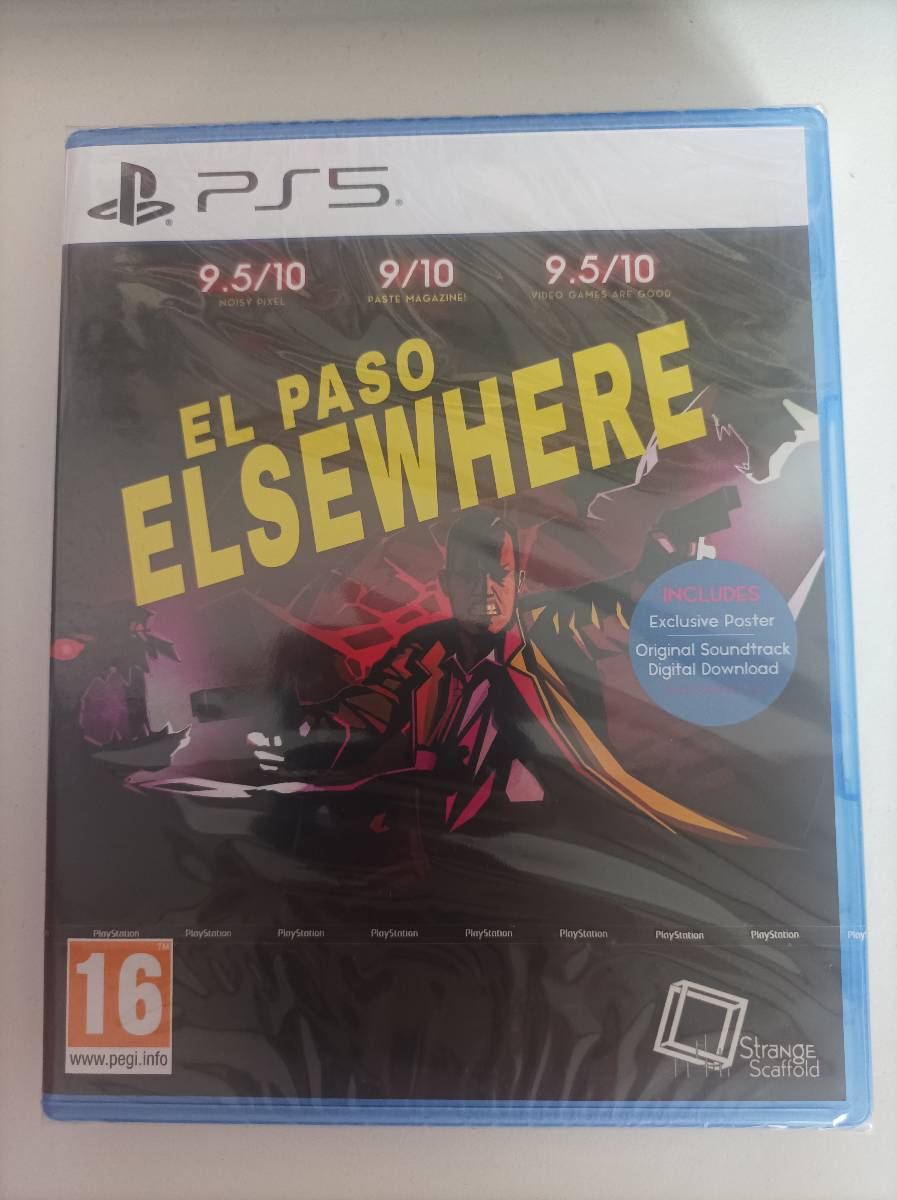 PS5
9.5/10 9/10 9.5/10
NOISY PIXEL PASTE MAGAZINE! VIDEO GAMES ARE GOOD
EL PASO
ELSEWHERE
INCLUDES
Exclusive Poster
Original Soundtrack
Digital Download
PlayStation PlayStation PlayStation PlayStation PlayStation PlayStation PlayStation PlayStation Play
16
TM
www.pegi.info
STRANGE
Scaffold